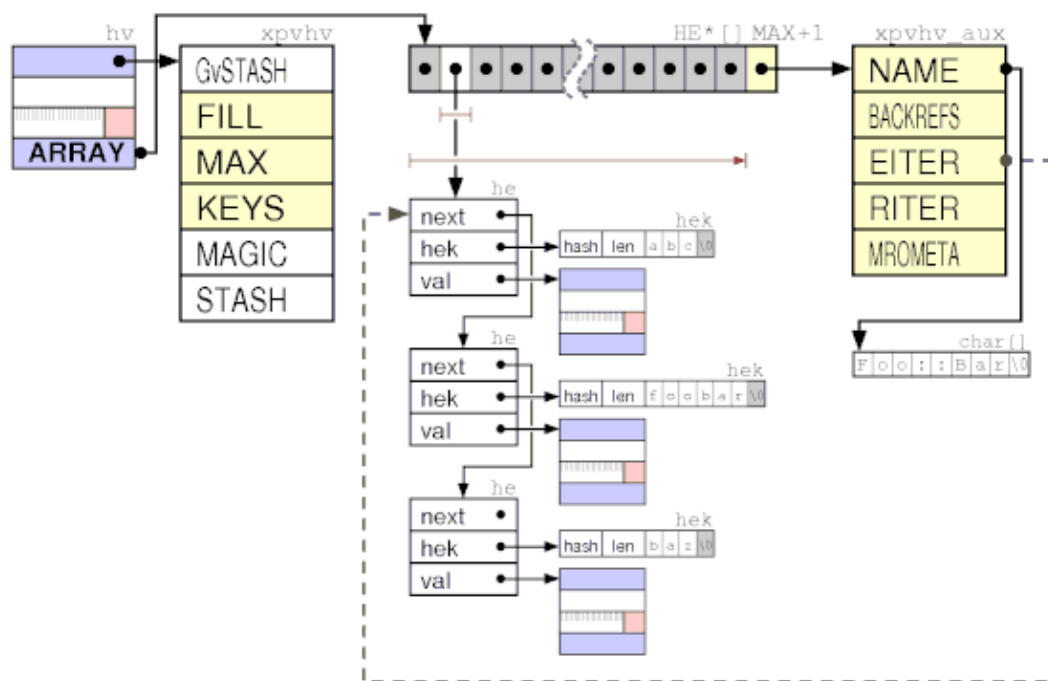 hv
xpvhv
HE*[] MAX+1
xpvhv_aux
GvSTASH
FILL
MAX
KEYS
MAGIC
STASH
ARRAY
NAME
BACKREFS
EITER
RITER
MROMETA
he
next
hek
val
hek
hash len a b c \0
he
next
hek
val
hek
hash len f o o b a r \0
he
next
hek
val
hek
hash len b a z \0
char[]
F o o : : B a r \0